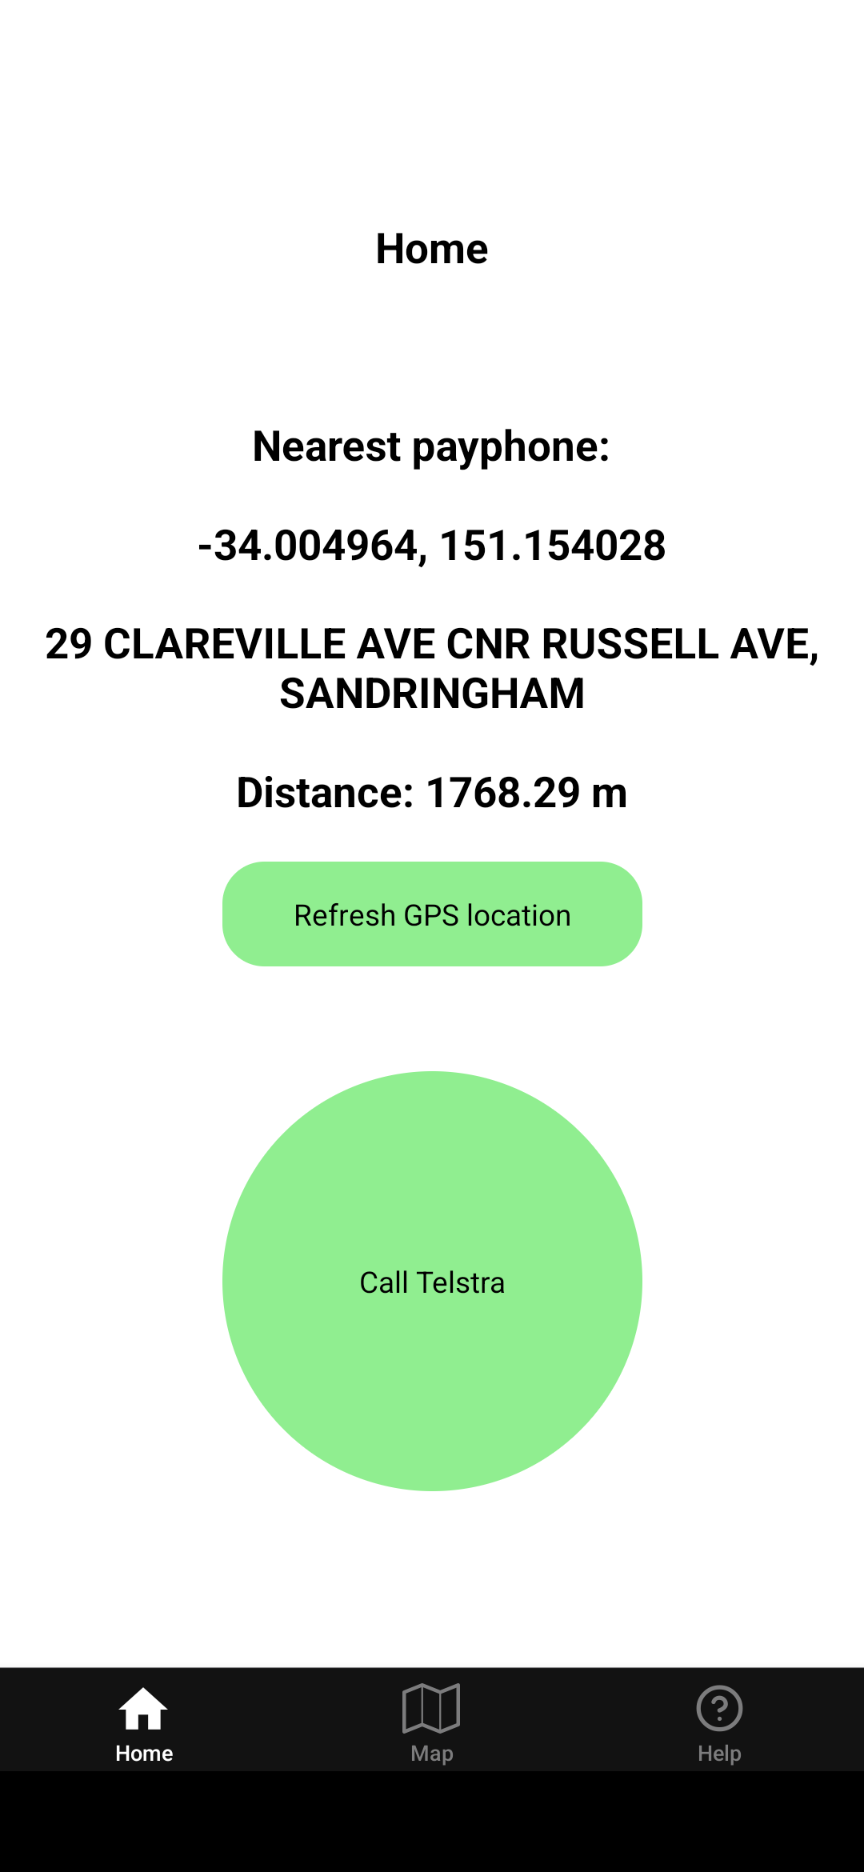 Home
Nearest payphone:
-34.004964, 151.154028
29 CLAREVILLE AVE CNR RUSSELL AVE,
SANDRINGHAM
Distance: 1768.29 m
Refresh GPS location
Call Telstra
Home
Map
Help